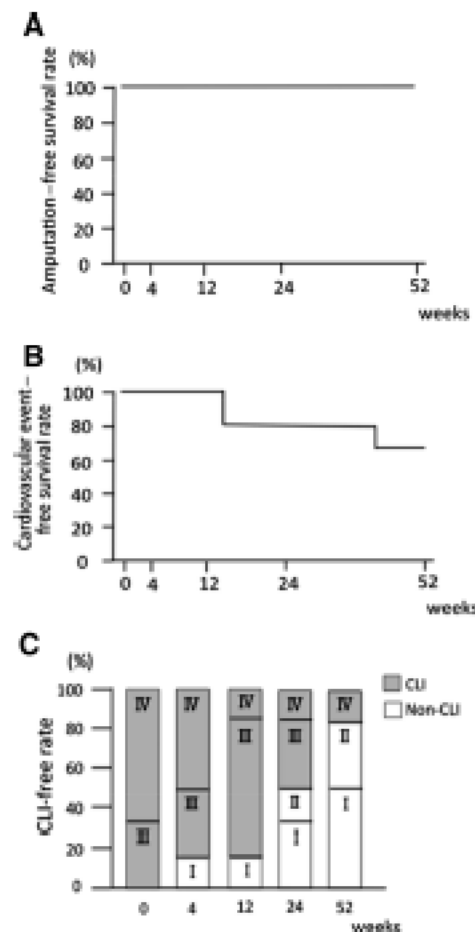 A
(%)
Amputation–free survival rate
100
80
60
40
20
0
0 4 12 24 52
weeks
B
(%)
Cardiovascular event–
free survival rate
100
80
60
40
20
0
0 4 12 24 52
weeks
C
(%)
CLI-free rate
100
80
60
40
20
0
CLI
Non-CLI
IV IV IV IV IV
III III III III II
II
I I I I
0 4 12 24 52
weeks